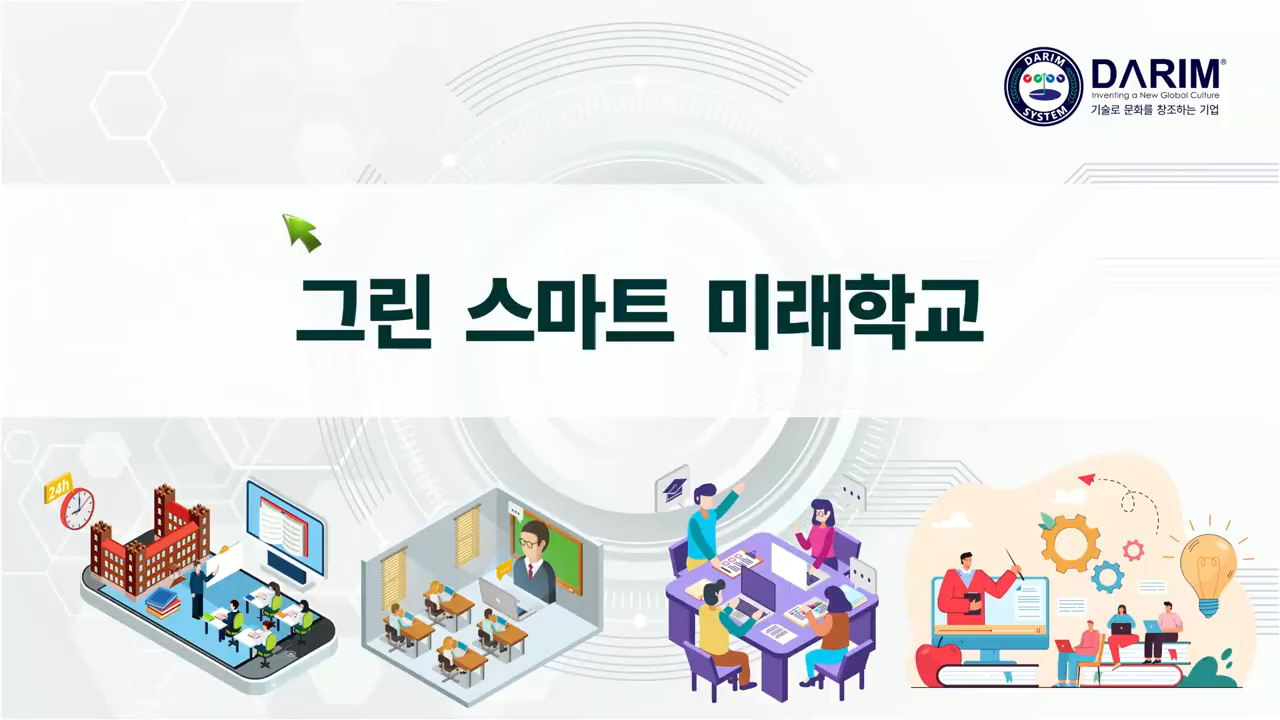 DARIM
SYSTEM
DARIM®
Inventing a New Global Culture
기술로 문화를 창조하는 기업
그린 스마트 미래학교
24h